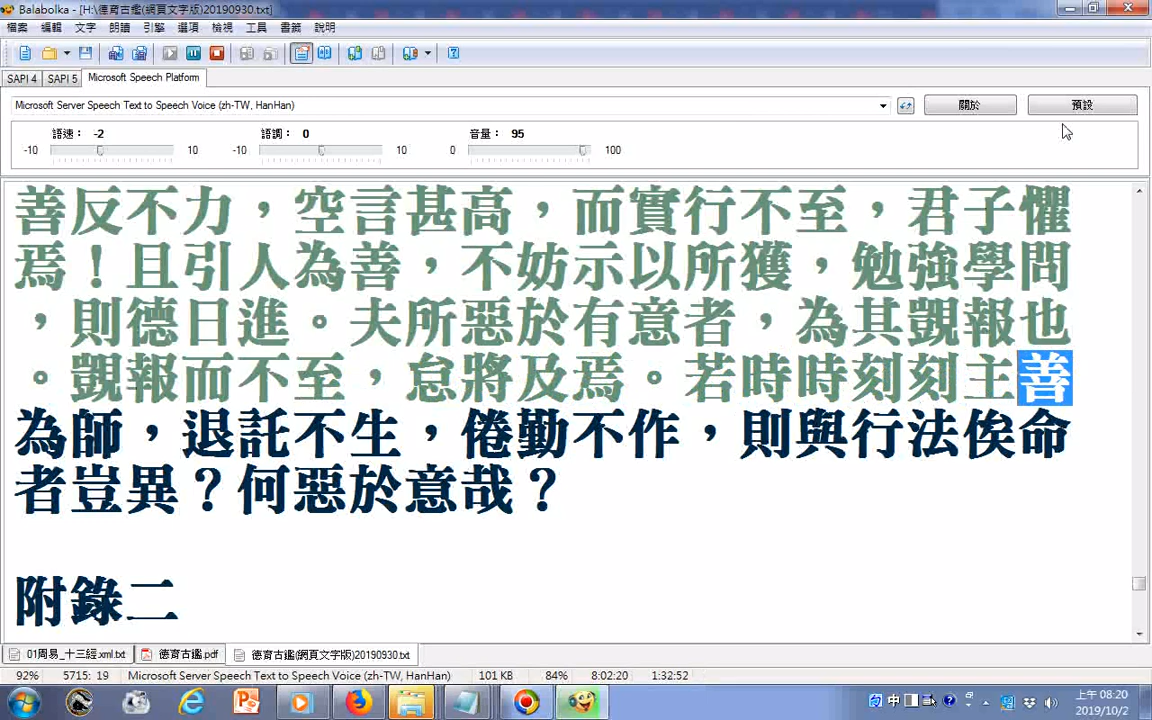 Balabolka - [H:\德育古鑑(網頁文字版)20190930.txt]
檔案 編輯 文字 朗讀 引擎 選項 檢視 工具 書籤 說明
SAPI 4 SAPI 5 Microsoft Speech Platform
Microsoft Server Speech Text to Speech Voice (zh-TW, HanHan) 關於 預設
語速： -2 語調： 0 音量： 95
-10 10 -10 10 0 100
善反不力，空言甚高，而實行不至，君子懼
焉！且引人為善，不妨示以所獲，勉強學問
，則德日進。夫所惡於有意者，為其覬報也
。覬報而不至，怠將及焉。若時時刻刻主善
為師，退託不生，倦勤不作，則與行法俟命
者豈異？何惡於意哉？
附錄二
01周易_十三經.xml.txt 德育古鑑.pdf 德育古鑑(網頁文字版)20190930.txt
92% 5715: 19 Microsoft Server Speech Text to Speech Voice (zh-TW, HanHan) 101 KB 84% 8:02:20 1:32:52
中 上午 08:20
2019/10/2